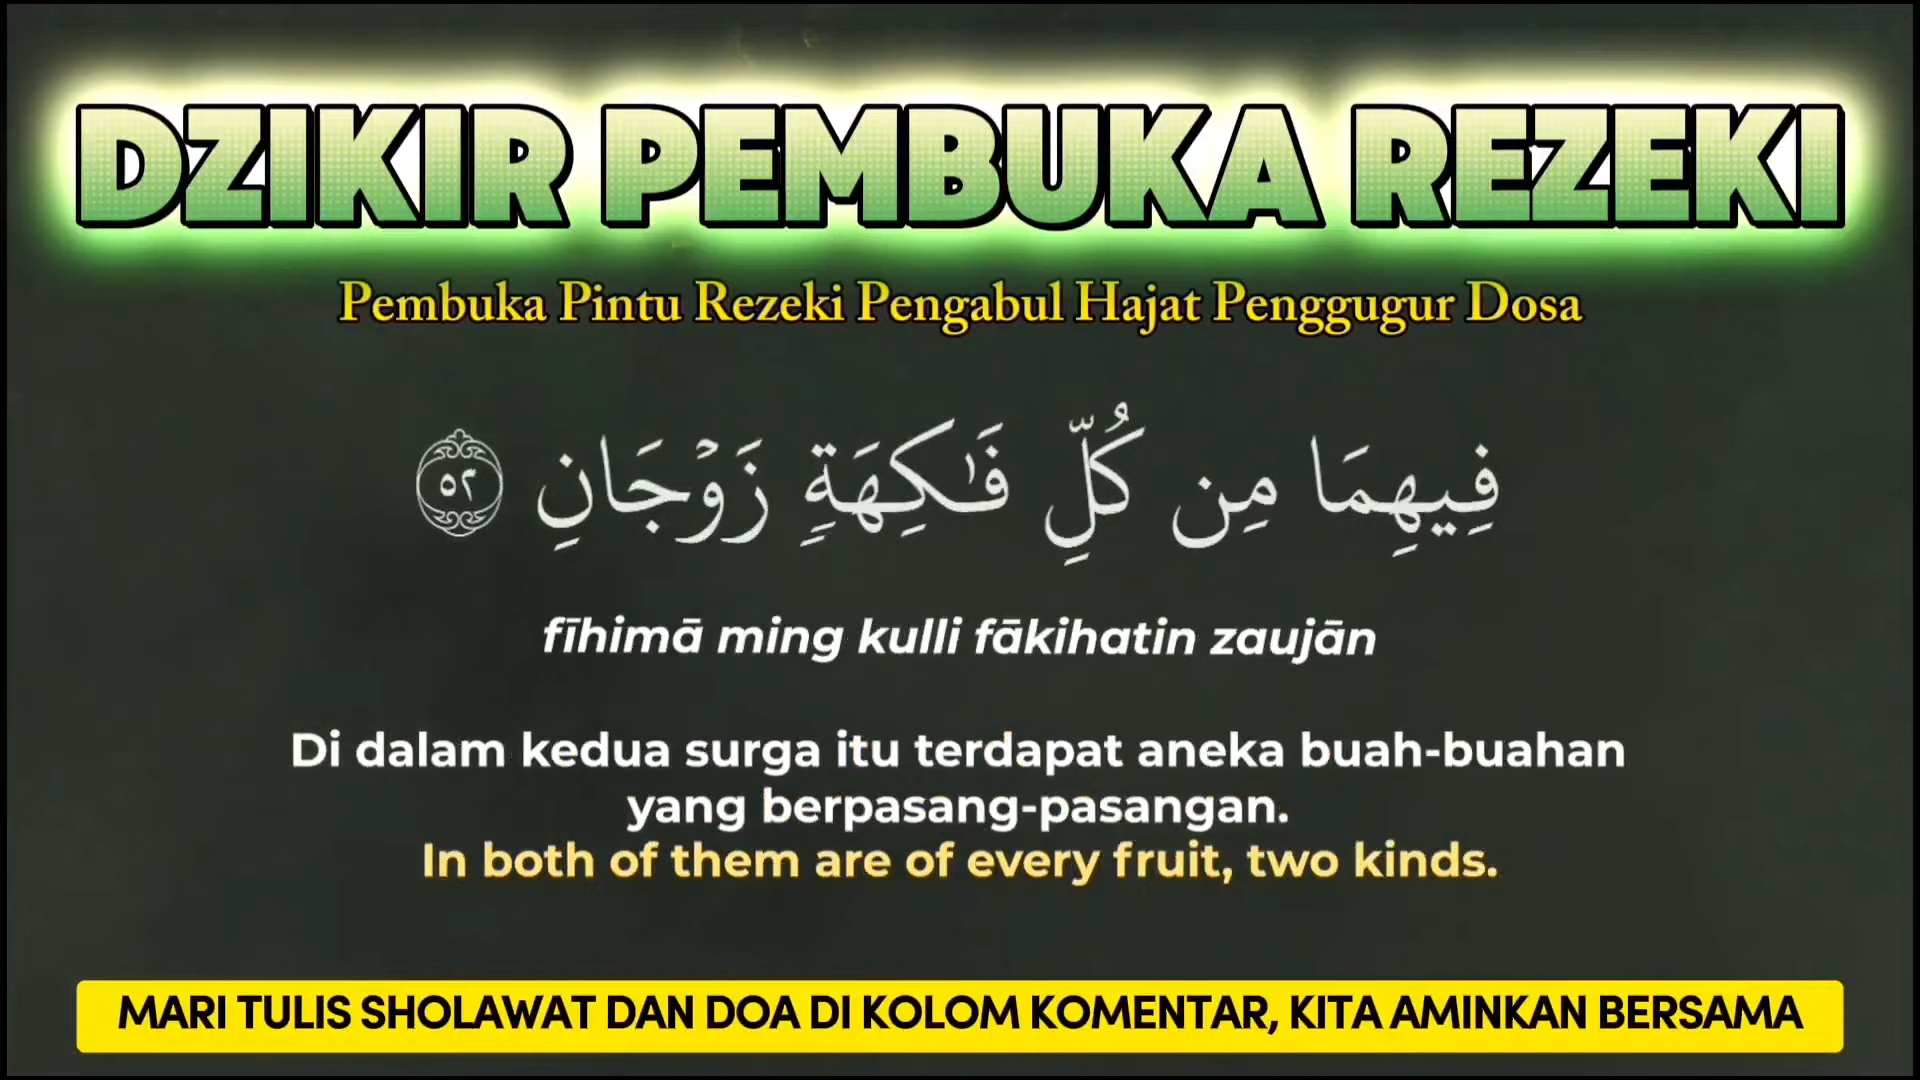 DZIKIR PEMBUKA REZEKI
Pembuka Pintu Rezeki Pengabul Hajat Penggugur Dosa
فِيهِمَا مِن كُلِّ فَـٰكِهَةٍ زَوْجَانِ ٥٢
fīhimā ming kulli fākihatin zaujān
Di dalam kedua surga itu terdapat aneka buah-buahan
yang berpasang-pasangan.
In both of them are of every fruit, two kinds.
MARI TULIS SHOLAWAT DAN DOA DI KOLOM KOMENTAR, KITA AMINKAN BERSAMA